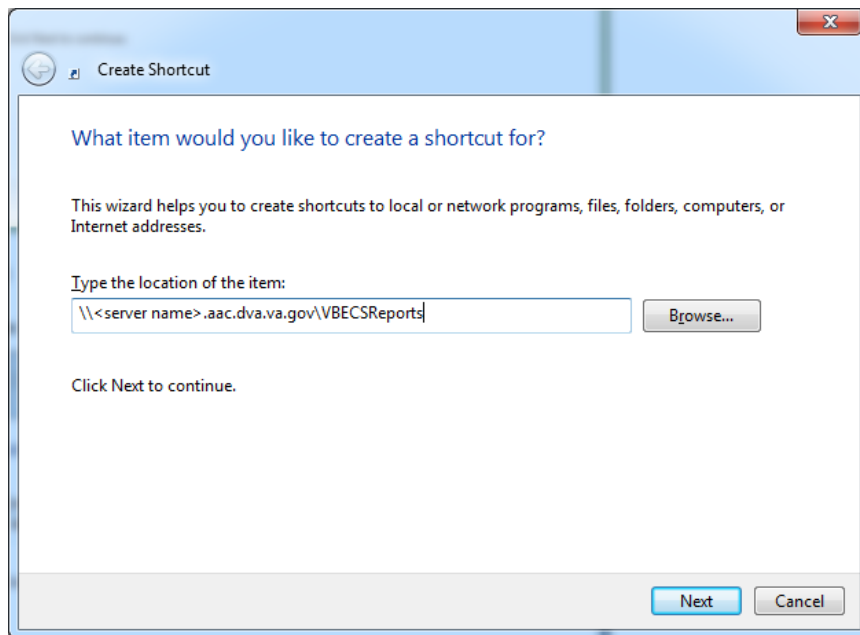 Create Shortcut
What item would you like to create a shortcut for?
This wizard helps you to create shortcuts to local or network programs, files, folders, computers, or
Internet addresses.
Type the location of the item:
\\<server name>.aac.dva.va.gov\VBECSReports
Browse...
Click Next to continue.
Next
Cancel